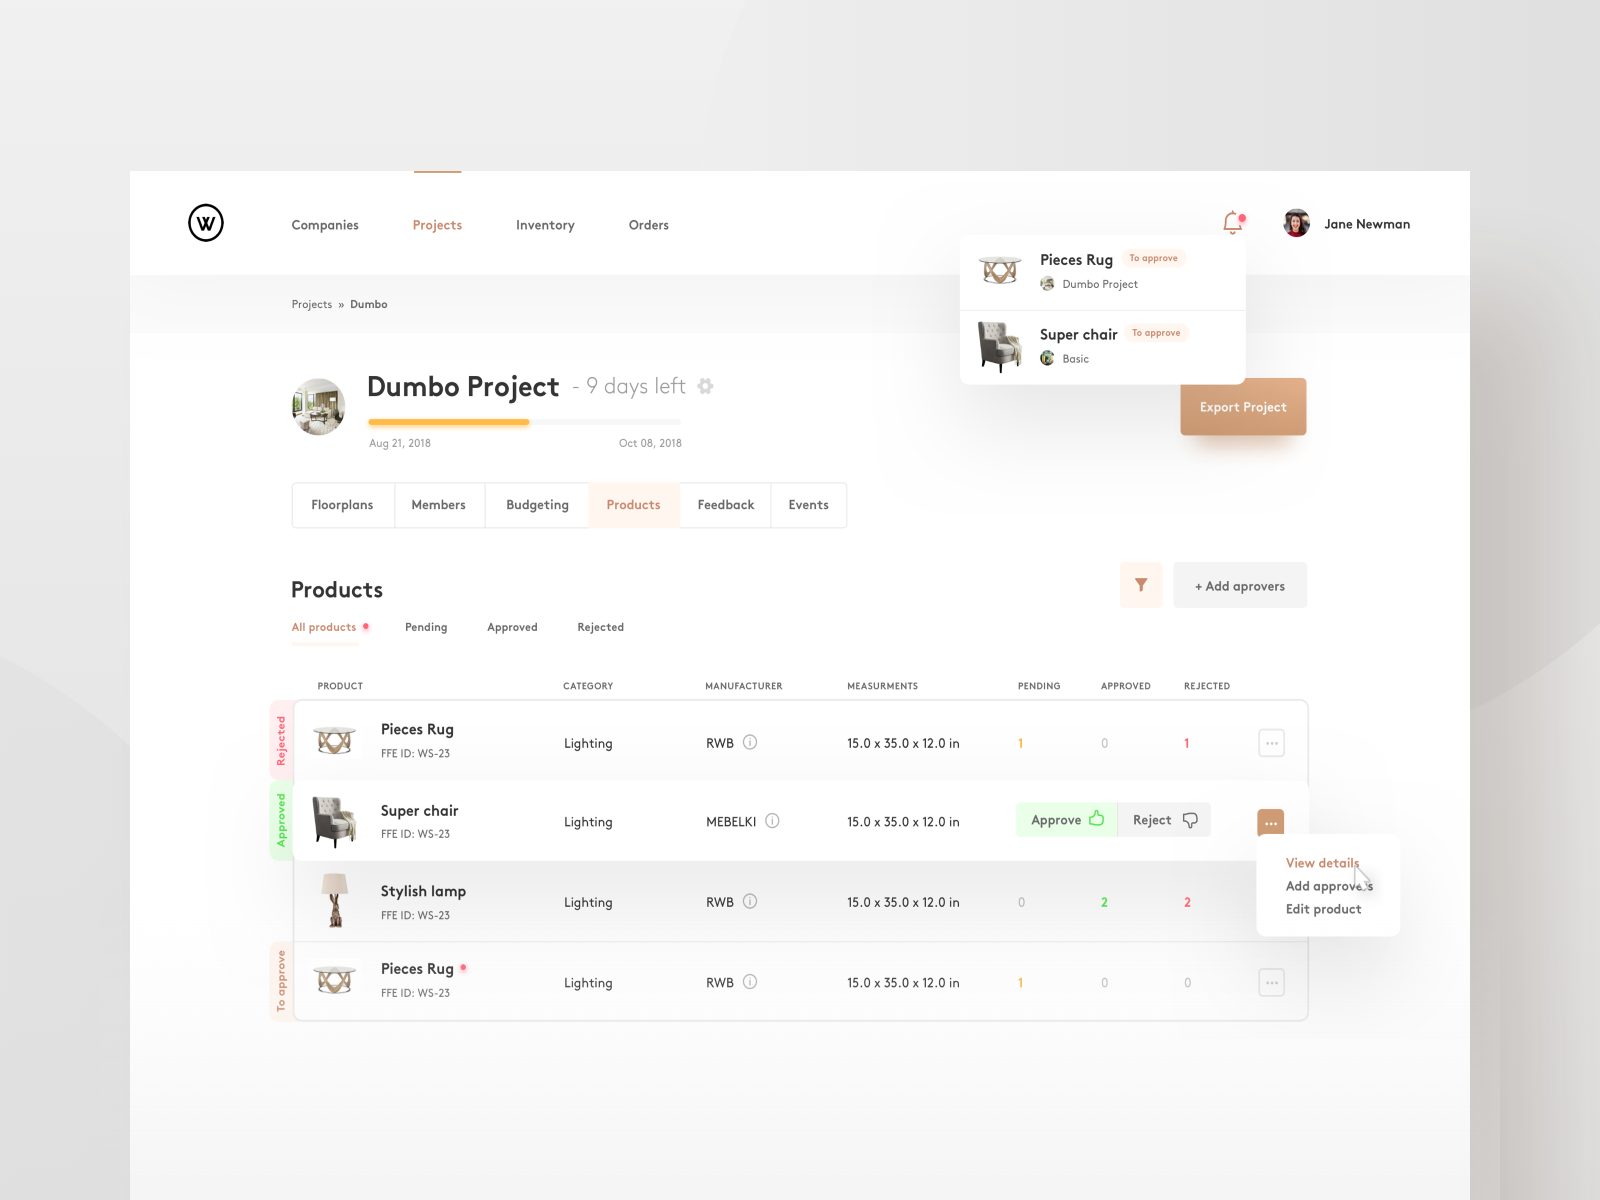 W
Companies
Projects
Inventory
Orders
Jane Newman
Pieces Rug
To approve
Dumbo Project
Super chair
To approve
Basic
Projects » Dumbo
Dumbo Project - 9 days left
Aug 21, 2018
Oct 08, 2018
Export Project
Floorplans
Members
Budgeting
Products
Feedback
Events
Products
+ Add aprovers
All products
Pending
Approved
Rejected
PRODUCT
CATEGORY
MANUFACTURER
MEASURMENTS
PENDING
APPROVED
REJECTED
Rejected
Pieces Rug
FFE ID: WS-23
Lighting
RWB
15.0 x 35.0 x 12.0 in
1
0
1
Approved
Super chair
FFE ID: WS-23
Lighting
MEBELKI
15.0 x 35.0 x 12.0 in
Approve
Reject
View details
Add approvers
Edit product
Stylish lamp
FFE ID: WS-23
Lighting
RWB
15.0 x 35.0 x 12.0 in
0
2
2
To approve
Pieces Rug
FFE ID: WS-23
Lighting
RWB
15.0 x 35.0 x 12.0 in
1
0
0